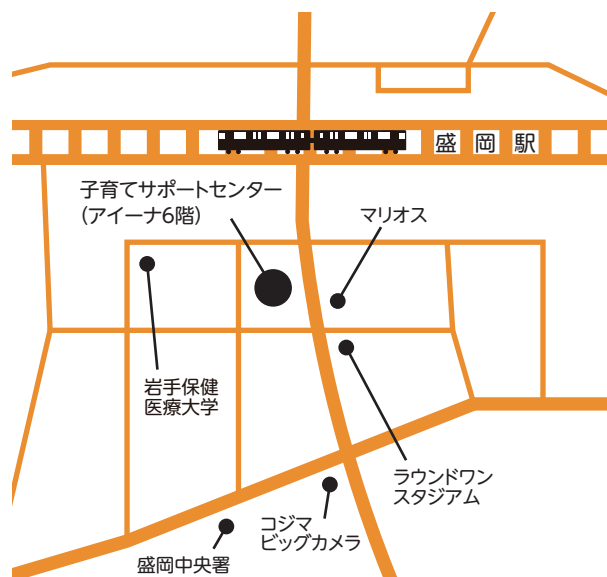 盛岡駅
子育てサポートセンター
(アイーナ6階)
マリオス
岩手保健
医療大学
ラウンドワン
スタジアム
コジマ
ビッグカメラ
盛岡中央署